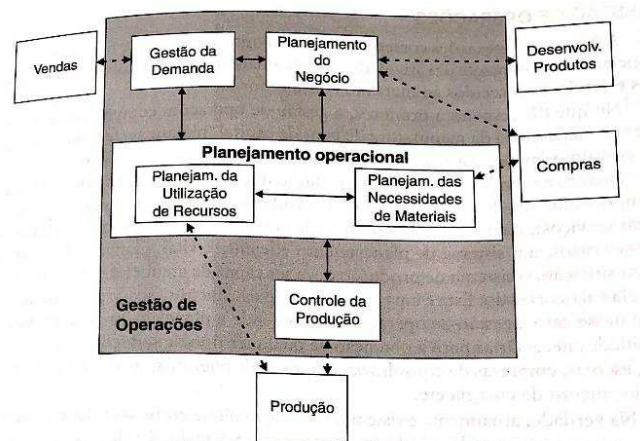 Vendas
Gestão da
Demanda
Planejamento
do
Negócio
Desenvolv.
Produtos
Planejamento operacional
Planejam. da
Utilização
de Recursos
Planejam. das
Necessidades
de Materiais
Compras
Gestão de
Operações
Controle da
Produção
Produção